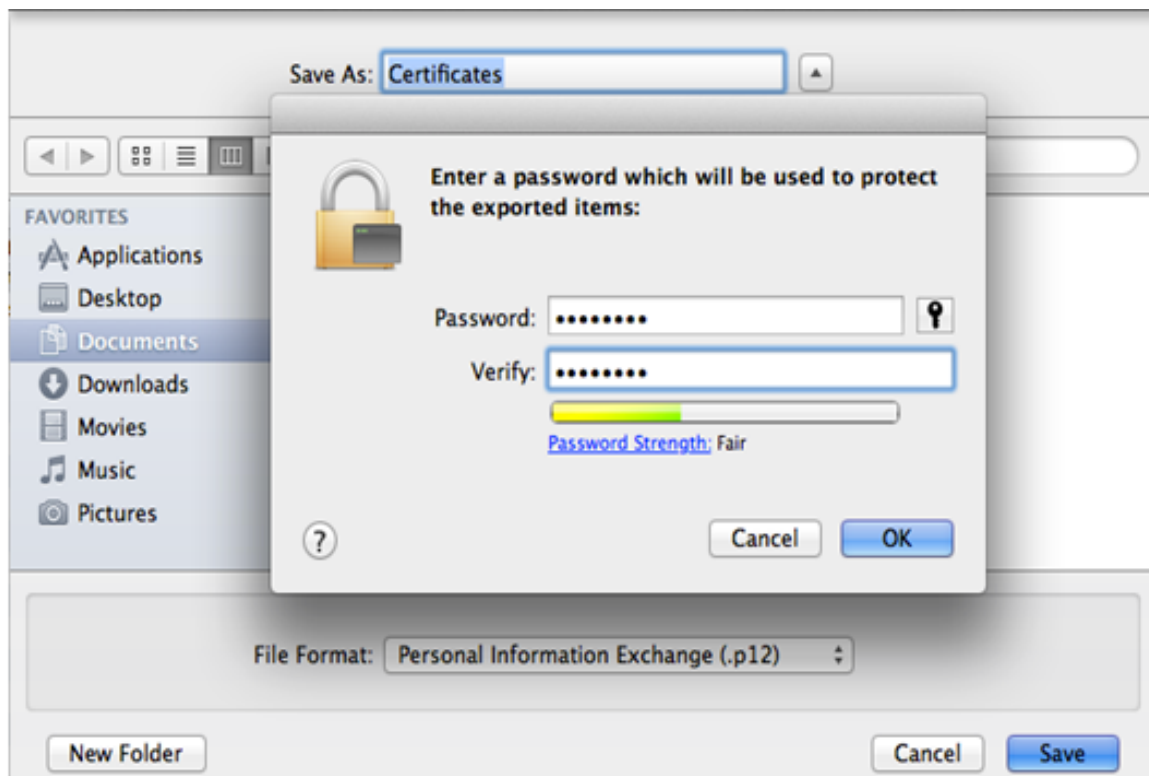 Save As: Certificates
Enter a password which will be used to protect
the exported items:
FAVORITES
Applications
Desktop
Documents
Downloads
Movies
Music
Pictures
Password: ••••••••
Verify: ••••••••
Password Strength: Fair
? Cancel OK
File Format: Personal Information Exchange (.p12)
New Folder Cancel Save